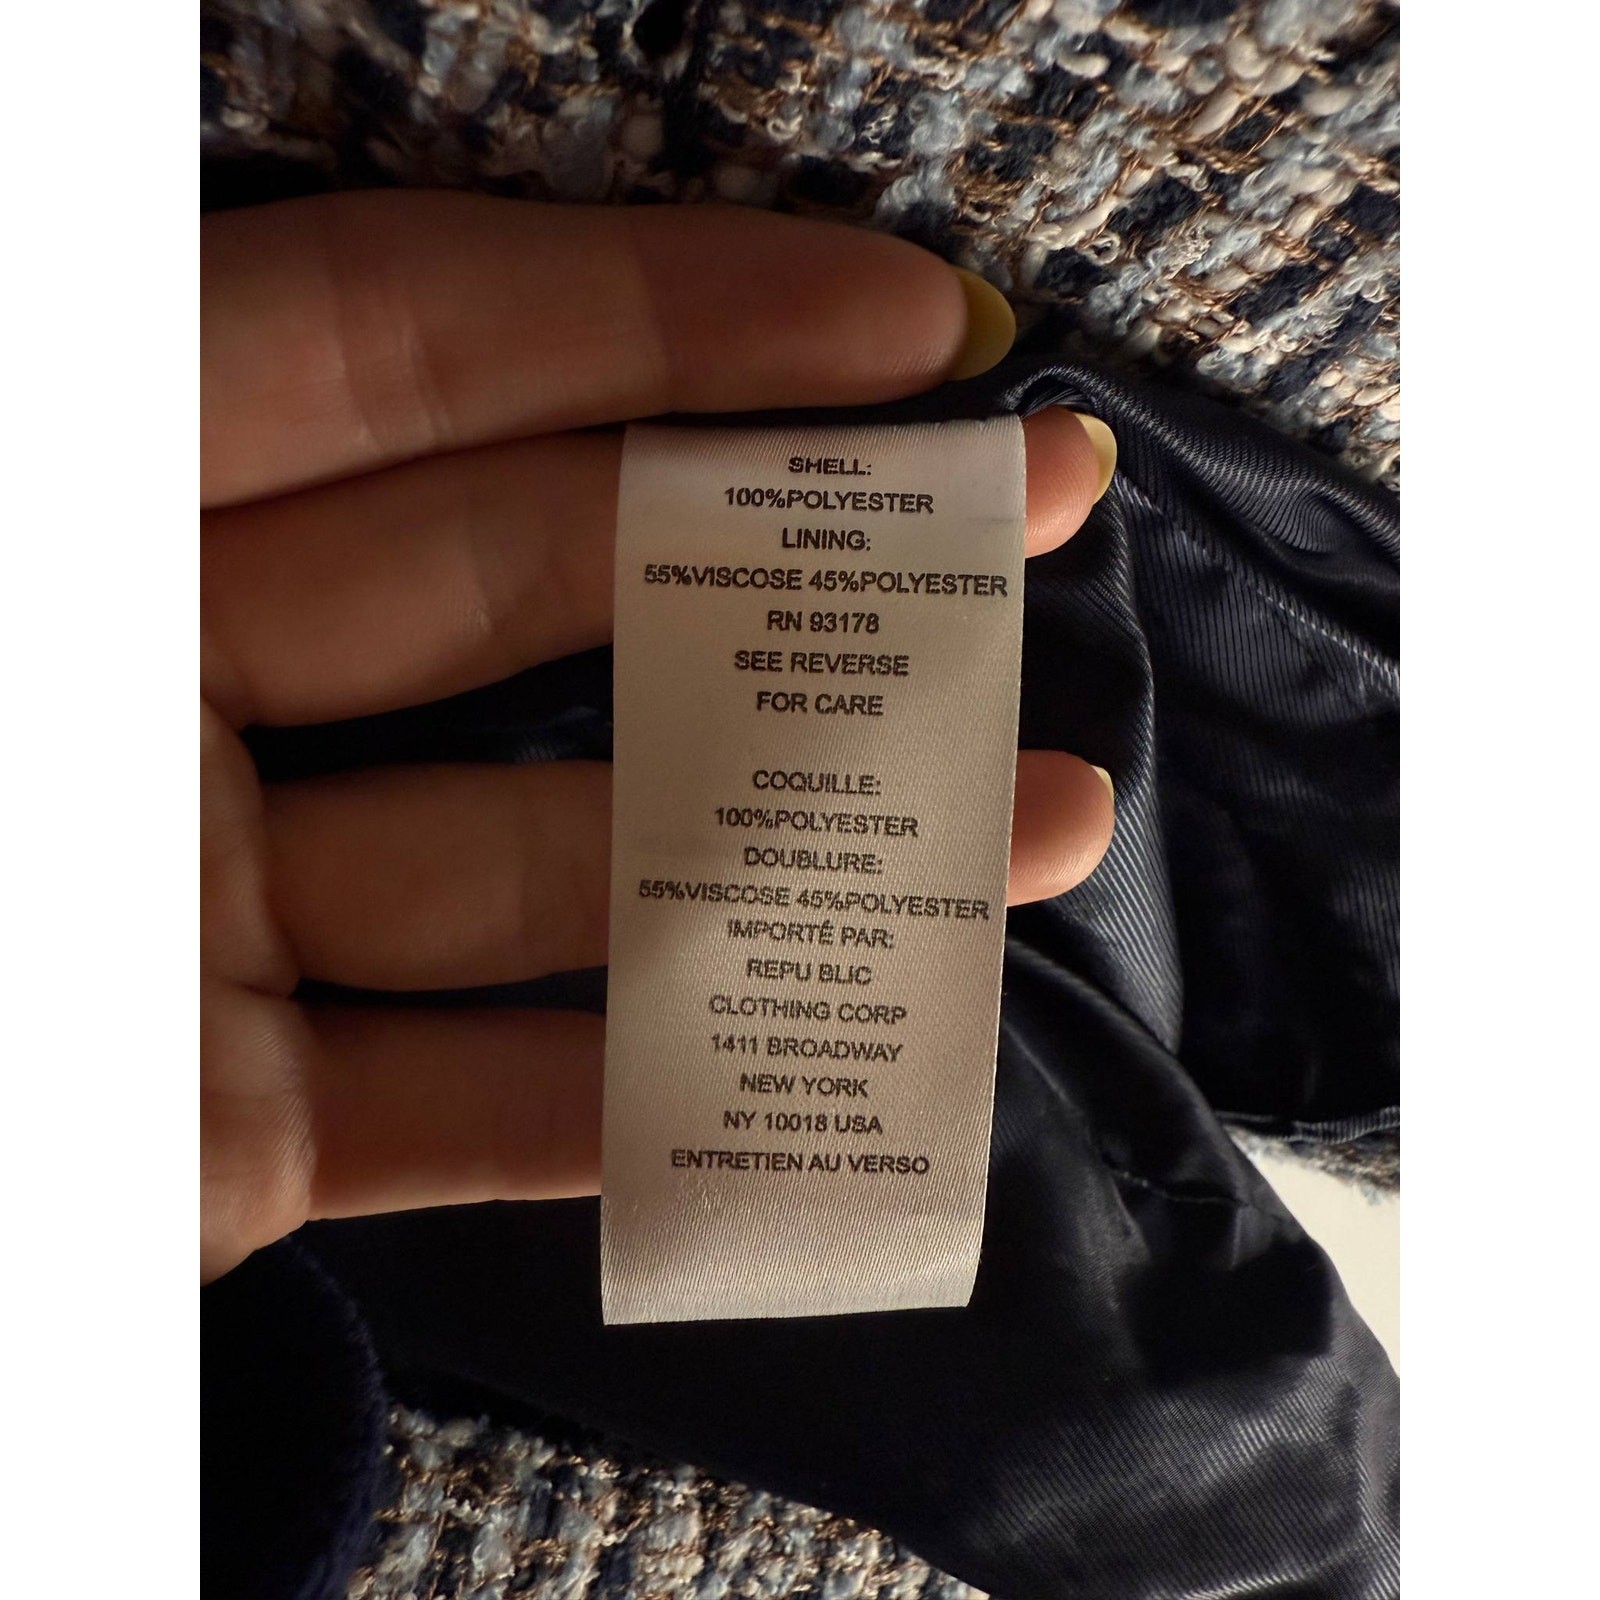 SHELL:
100%POLYESTER
LINING:
55%VISCOSE 45%POLYESTER
RN 93178
SEE REVERSE
FOR CARE
COQUILLE:
100%POLYESTER
DOUBLURE:
55%VISCOSE 45%POLYESTER
IMPORTÉ PAR:
REPU BLIC
CLOTHING CORP
1411 BROADWAY
NEW YORK
NY 10018 USA
ENTRETIEN AU VERSO